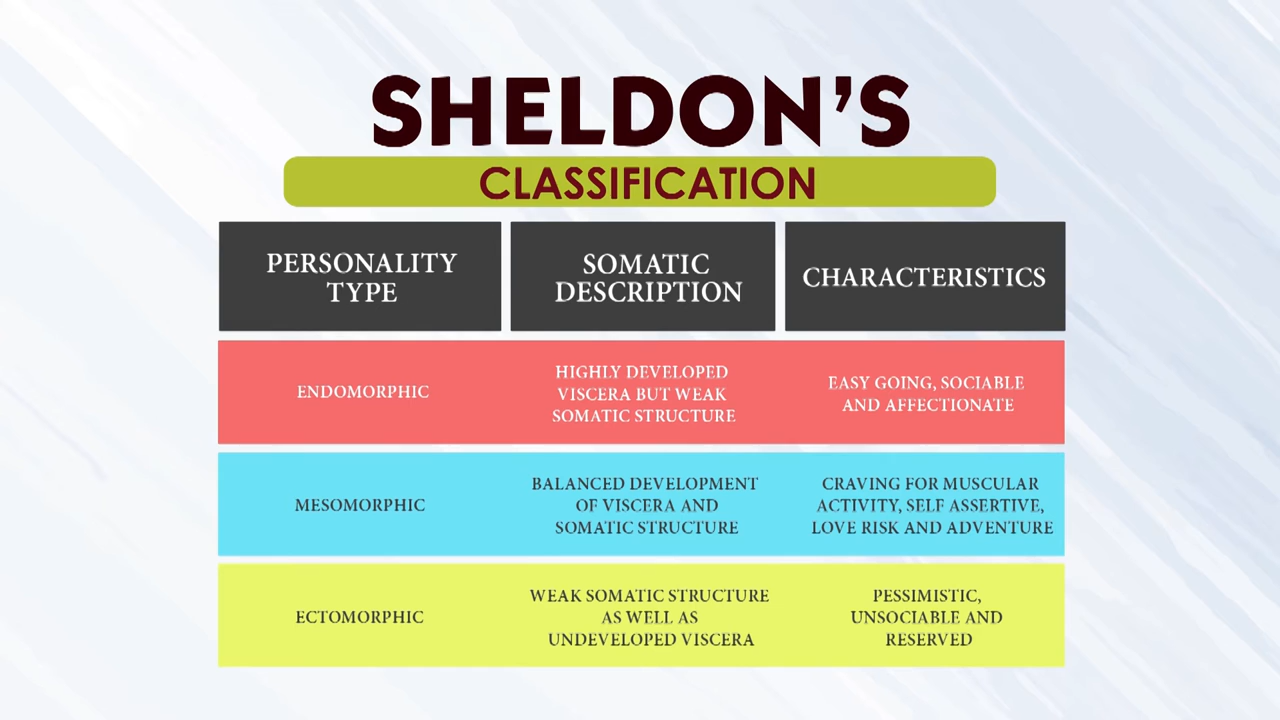 SHELDON’S
CLASSIFICATION
PERSONALITY
TYPE
SOMATIC
DESCRIPTION
CHARACTERISTICS
ENDOMORPHIC
HIGHLY DEVELOPED
VISCERA BUT WEAK
SOMATIC STRUCTURE
EASY GOING, SOCIABLE
AND AFFECTIONATE
MESOMORPHIC
BALANCED DEVELOPMENT
OF VISCERA AND
SOMATIC STRUCTURE
CRAVING FOR MUSCULAR
ACTIVITY, SELF ASSERTIVE,
LOVE RISK AND ADVENTURE
ECTOMORPHIC
WEAK SOMATIC STRUCTURE
AS WELL AS
UNDEVELOPED VISCERA
PESSIMISTIC,
UNSOCIABLE AND
RESERVED